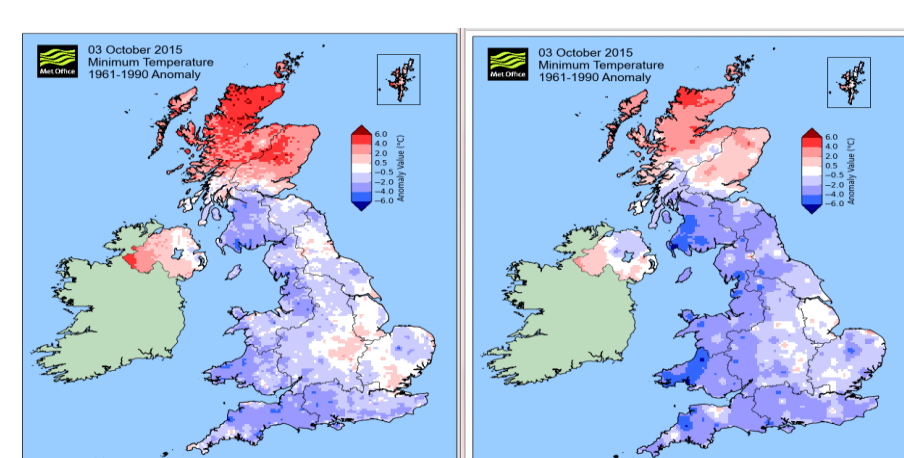 Met Office
03 October 2015
Minimum Temperature
1961-1990 Anomaly
6.0
4.0
2.0
0.5
−0.5
−2.0
−4.0
−6.0
Anomaly Value (°C)
Met Office
03 October 2015
Minimum Temperature
1961-1990 Anomaly
6.0
4.0
2.0
0.5
−0.5
−2.0
−4.0
−6.0
Anomaly Value (°C)